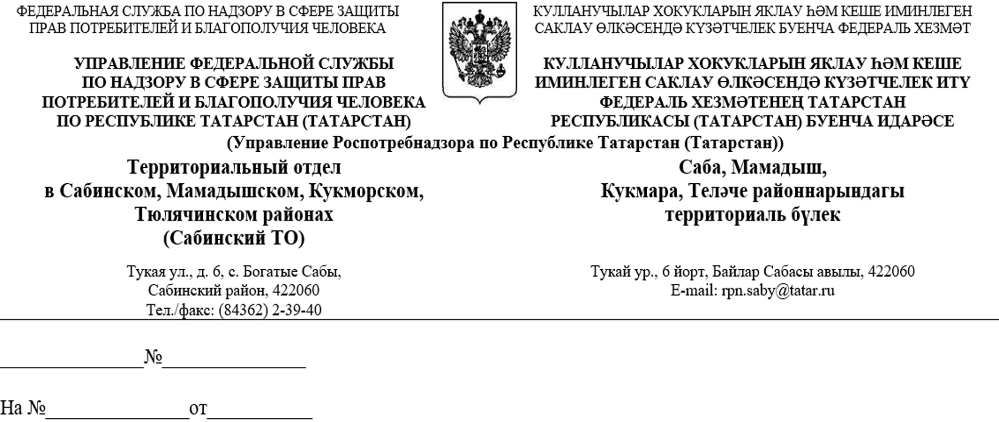 ФЕДЕРАЛЬНАЯ СЛУЖБА ПО НАДЗОРУ В СФЕРЕ ЗАЩИТЫ
ПРАВ ПОТРЕБИТЕЛЕЙ И БЛАГОПОЛУЧИЯ ЧЕЛОВЕКА
УПРАВЛЕНИЕ ФЕДЕРАЛЬНОЙ СЛУЖБЫ
ПО НАДЗОРУ В СФЕРЕ ЗАЩИТЫ ПРАВ
ПОТРЕБИТЕЛЕЙ И БЛАГОПОЛУЧИЯ ЧЕЛОВЕКА
ПО РЕСПУБЛИКЕ ТАТАРСТАН (ТАТАРСТАН)
КУЛЛАНУЧЫЛАР ХОКУКЛАРЫН ЯКЛАУ ҺӘМ КЕШЕ ИМИНЛЕГЕН
САКЛАУ ӨЛКӘСЕНДӘ КҮЗӘТЧЕЛЕК БУЕНЧА ФЕДЕРАЛЬ ХЕЗМӘТ
КУЛЛАНУЧЫЛАР ХОКУКЛАРЫН ЯКЛАУ ҺӘМ КЕШЕ
ИМИНЛЕГЕН САКЛАУ ӨЛКӘСЕНДӘ КҮЗӘТЧЕЛЕК ИТҮ
ФЕДЕРАЛЬ ХЕЗМӘТЕНЕҢ ТАТАРСТАН
РЕСПУБЛИКАСЫ (ТАТАРСТАН) БУЕНЧА ИДАРӘСЕ
(Управление Роспотребнадзора по Республике Татарстан (Татарстан))
Территориальный отдел
в Сабинском, Мамадышском, Кукморском,
Тюлячинском районах
(Сабинский ТО)
Тукая ул., д. 6, с. Богатые Сабы,
Сабинский район, 422060
Тел./факс: (84362) 2-39-40
Саба, Мамадыш,
Кукмара, Теләче районнарындагы
территориаль бүлек
Тукай ур., 6 йорт, Байлар Сабасы авылы, 422060
E-mail: rpn.saby@tatar.ru
_______________№_______________
На №_______________от___________